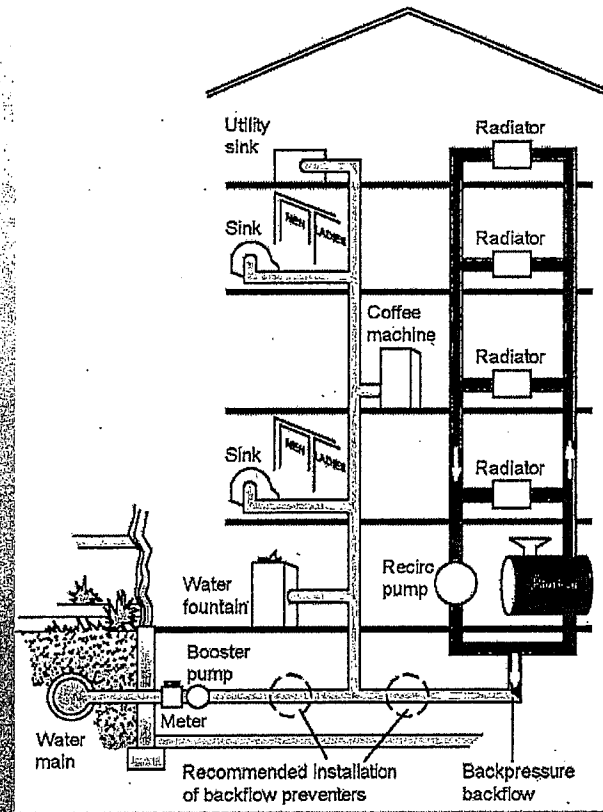 Utility
sink
Radiator
MEN LADIES
Sink
Radiator
Coffee
machine
Radiator
MEN LADIES
Sink
Radiator
Water
fountain
Recirc
pump
Booster
pump
Meter
Water
main
Recommended installation
of backflow preventers
Backpressure
backflow